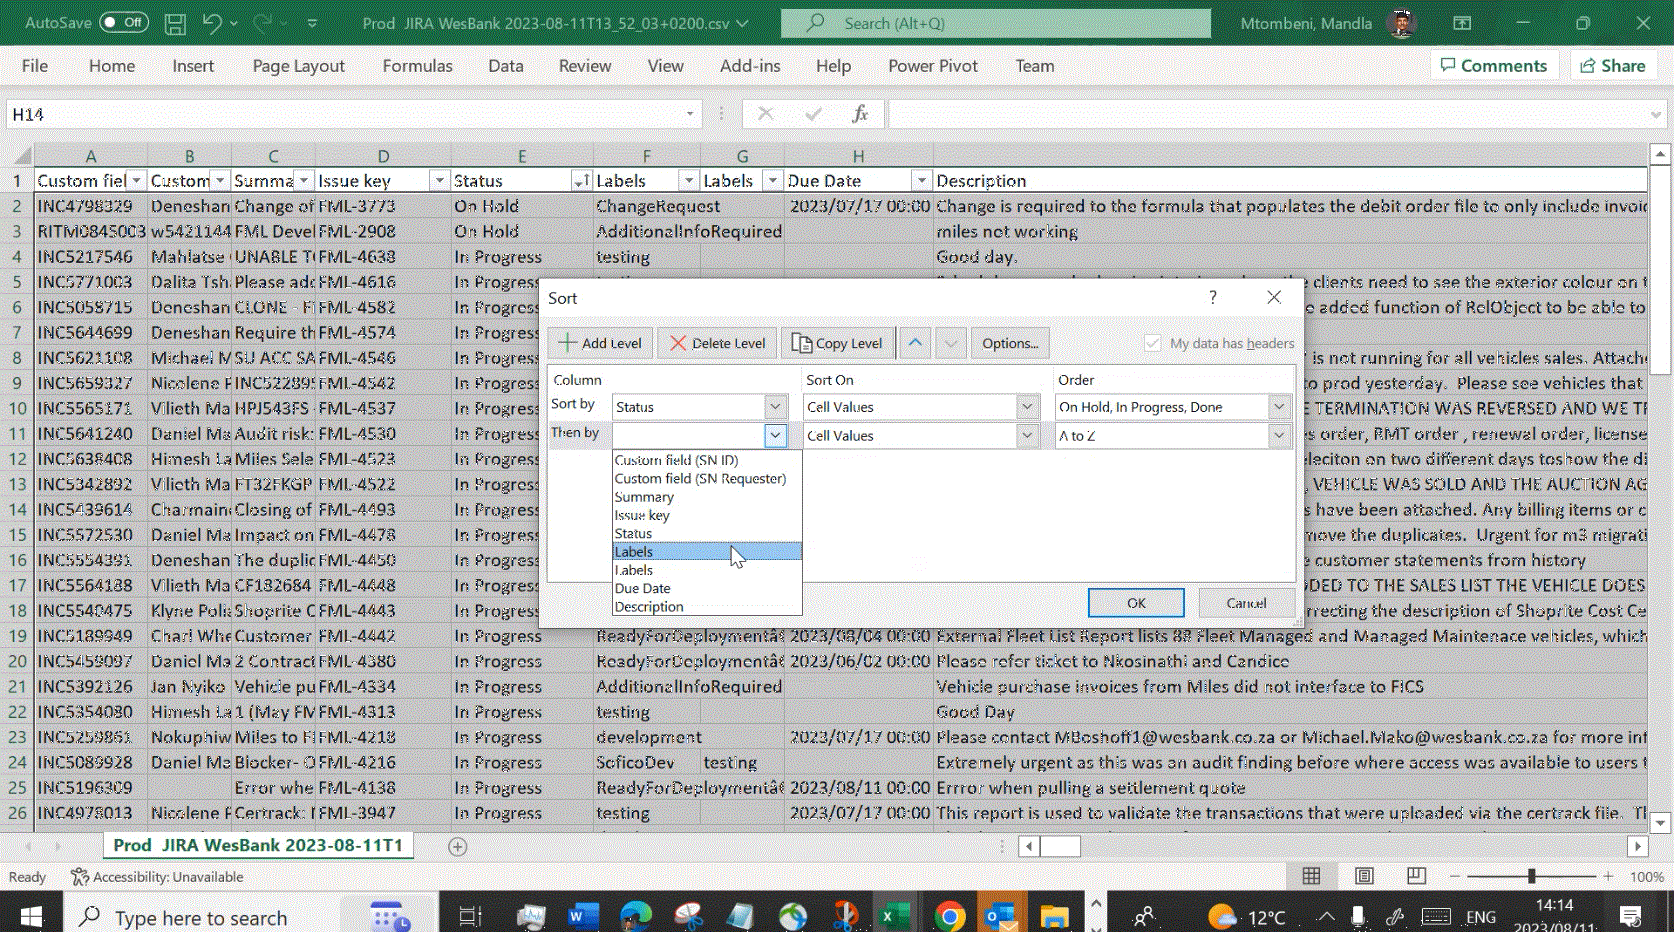 AutoSave Off Prod JIRA WesBank 2023-08-11T13_52_03+0200.csv Search (Alt+Q) Mtombeni, Mandla
File Home Insert Page Layout Formulas Data Review View Add-ins Help Power Pivot Team Comments Share
H14 fx
A B C D E F G H
1 Custom fiel Custom Summa Issue key Status Labels Labels Due Date Description
2 INC4798329 Deneshan Change of FML-3773 On Hold ChangeRequest 2023/07/17 00:00 Change is required to the formula that populates the debit order file to only include invoic
3 RITM0845003 w5421144 FML Devel FML-2908 On Hold AdditionalInfoRequired miles not working
4 INC5217546 Mahlatse UNABLE TO FML-4638 In Progress testing Good day.
5 INC5771003 Dalita Tsh Please add FML-4616 In Progress clients need to see the exterior colour on t
6 INC5058715 Deneshan CLONE - F FML-4582 In Progress added function of RelObject to be able to
7 INC5644699 Deneshan Require th FML-4574 In Progress
8 INC5621108 Michael M SU ACC SA FML-4546 In Progress is not running for all vehicles sales. Attache
9 INC5659327 Nicolene F INC522895 FML-4542 In Progress to prod yesterday. Please see vehicles that
10 INC5565171 Vilieth Ma HPJ543FS FML-4537 In Progress E TERMINATION WAS REVERSED AND WE TF
11 INC5641240 Daniel Ma Audit risk: FML-4530 In Progress s order, RMT order , renewal order, license
12 INC5638408 Himesh La Miles Sele FML-4523 In Progress eleciton on two different days toshow the di
13 INC5342892 Vilieth Ma FT32FKGP FML-4522 In Progress , VEHICLE WAS SOLD AND THE AUCTION AG
14 INC5439614 Charmaine Closing of FML-4493 In Progress s have been attached. Any billing items or c
15 INC5572530 Daniel Ma Impact on FML-4478 In Progress move the duplicates. Urgent for m3 migrati
16 INC5554391 Deneshan The duplic FML-4450 In Progress e customer statements from history
17 INC5564188 Vilieth Ma CF182684 FML-4448 In Progress DED TO THE SALES LIST THE VEHICLE DOES
18 INC5540475 Klyne Polia Shoprite C FML-4443 In Progress rrecting the description of Shoprite Cost Ce
19 INC5189949 Charl Whe Customer FML-4442 In Progress ReadyForDeploymentâ€ 2023/08/04 00:00 External Fleet List Report lists 88 Fleet Managed and Managed Maintenace vehicles, which
20 INC5459097 Daniel Ma 2 Contract FML-4380 In Progress ReadyForDeploymentâ€ 2023/06/02 00:00 Please refer ticket to Nkosinathi and Candice
21 INC5392126 Jan Nyiko Vehicle pu FML-4334 In Progress AdditionalInfoRequired Vehicle purchase invoices from Miles did not interface to FICS
22 INC5354080 Himesh La 1 (May FM FML-4313 In Progress testing Good Day
23 INC5259861 Nokuphiw Miles to FI FML-4218 In Progress development 2023/07/17 00:00 Please contact MBoshoff1@wesbank.co.za or Michael.Mako@wesbank.co.za for more inf
24 INC5089928 Daniel Ma Blocker- O FML-4216 In Progress SoficoDev testing Extremely urgent as this was an audit finding before where access was available to users t
25 INC5196309 Error whe FML-4138 In Progress ReadyForDeploymentâ€ 2023/08/11 00:00 Errror when pulling a settlement quote
26 INC4978013 Nicolene F Certrack: I FML-3947 In Progress testing 2023/07/17 00:00 This report is used to validate the transactions that were uploaded via the certrack file. Th
Sort ?
Add Level Delete Level Copy Level Options... My data has headers
Column Sort On Order
Sort by Status Cell Values On Hold, In Progress, Done
Then by Cell Values A to Z
Custom field (SN ID)
Custom field (SN Requester)
Summary
Issue key
Status
Labels
Labels
Due Date
Description
OK Cancel
Prod JIRA WesBank 2023-08-11T1
Ready Accessibility: Unavailable 100%
Type here to search 12°C ENG 14:14
2023/08/11